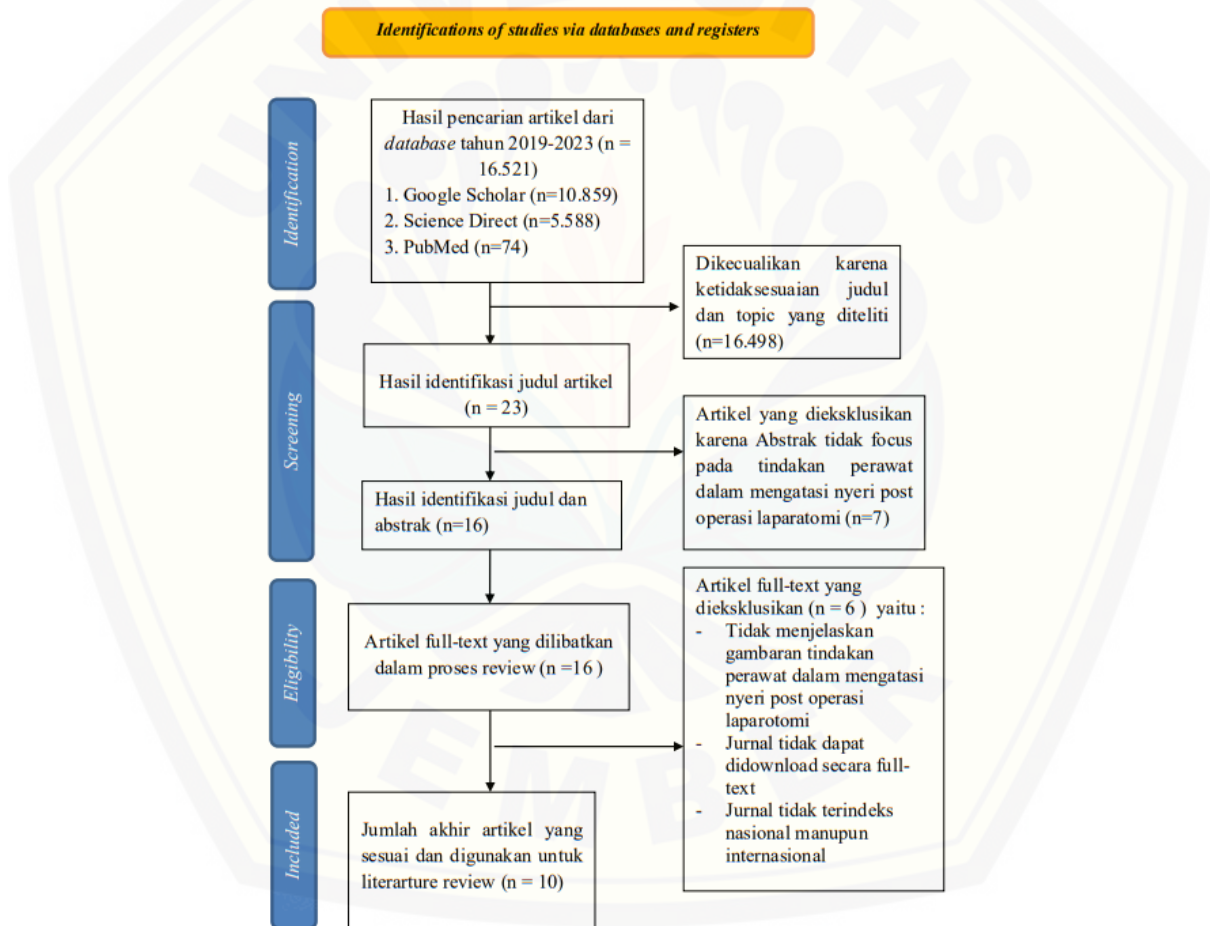 Identifications of studies via databases and registers
Identification
Hasil pencarian artikel dari
database tahun 2019-2023 (n =
16.521)
1. Google Scholar (n=10.859)
2. Science Direct (n=5.588)
3. PubMed (n=74)
Dikecualikan karena
ketidaksesuaian judul
dan topic yang diteliti
(n=16.498)
Screening
Hasil identifikasi judul artikel
(n = 23)
Artikel yang dieksklusikan
karena Abstrak tidak focus
pada tindakan perawat
dalam mengatasi nyeri post
operasi laparatomi (n=7)
Hasil identifikasi judul dan
abstrak (n=16)
Eligibility
Artikel full-text yang dilibatkan
dalam proses review (n =16 )
Artikel full-text yang
dieksklusikan (n = 6 ) yaitu :
- Tidak menjelaskan
gambaran tindakan
perawat dalam mengatasi
nyeri post operasi
laparotomi
- Jurnal tidak dapat
didownload secara full-
text
- Jurnal tidak terindeks
nasional manupun
internasional
Included
Jumlah akhir artikel yang
sesuai dan digunakan untuk
literarture review (n = 10)
UNIVERSITAS
JEMBER